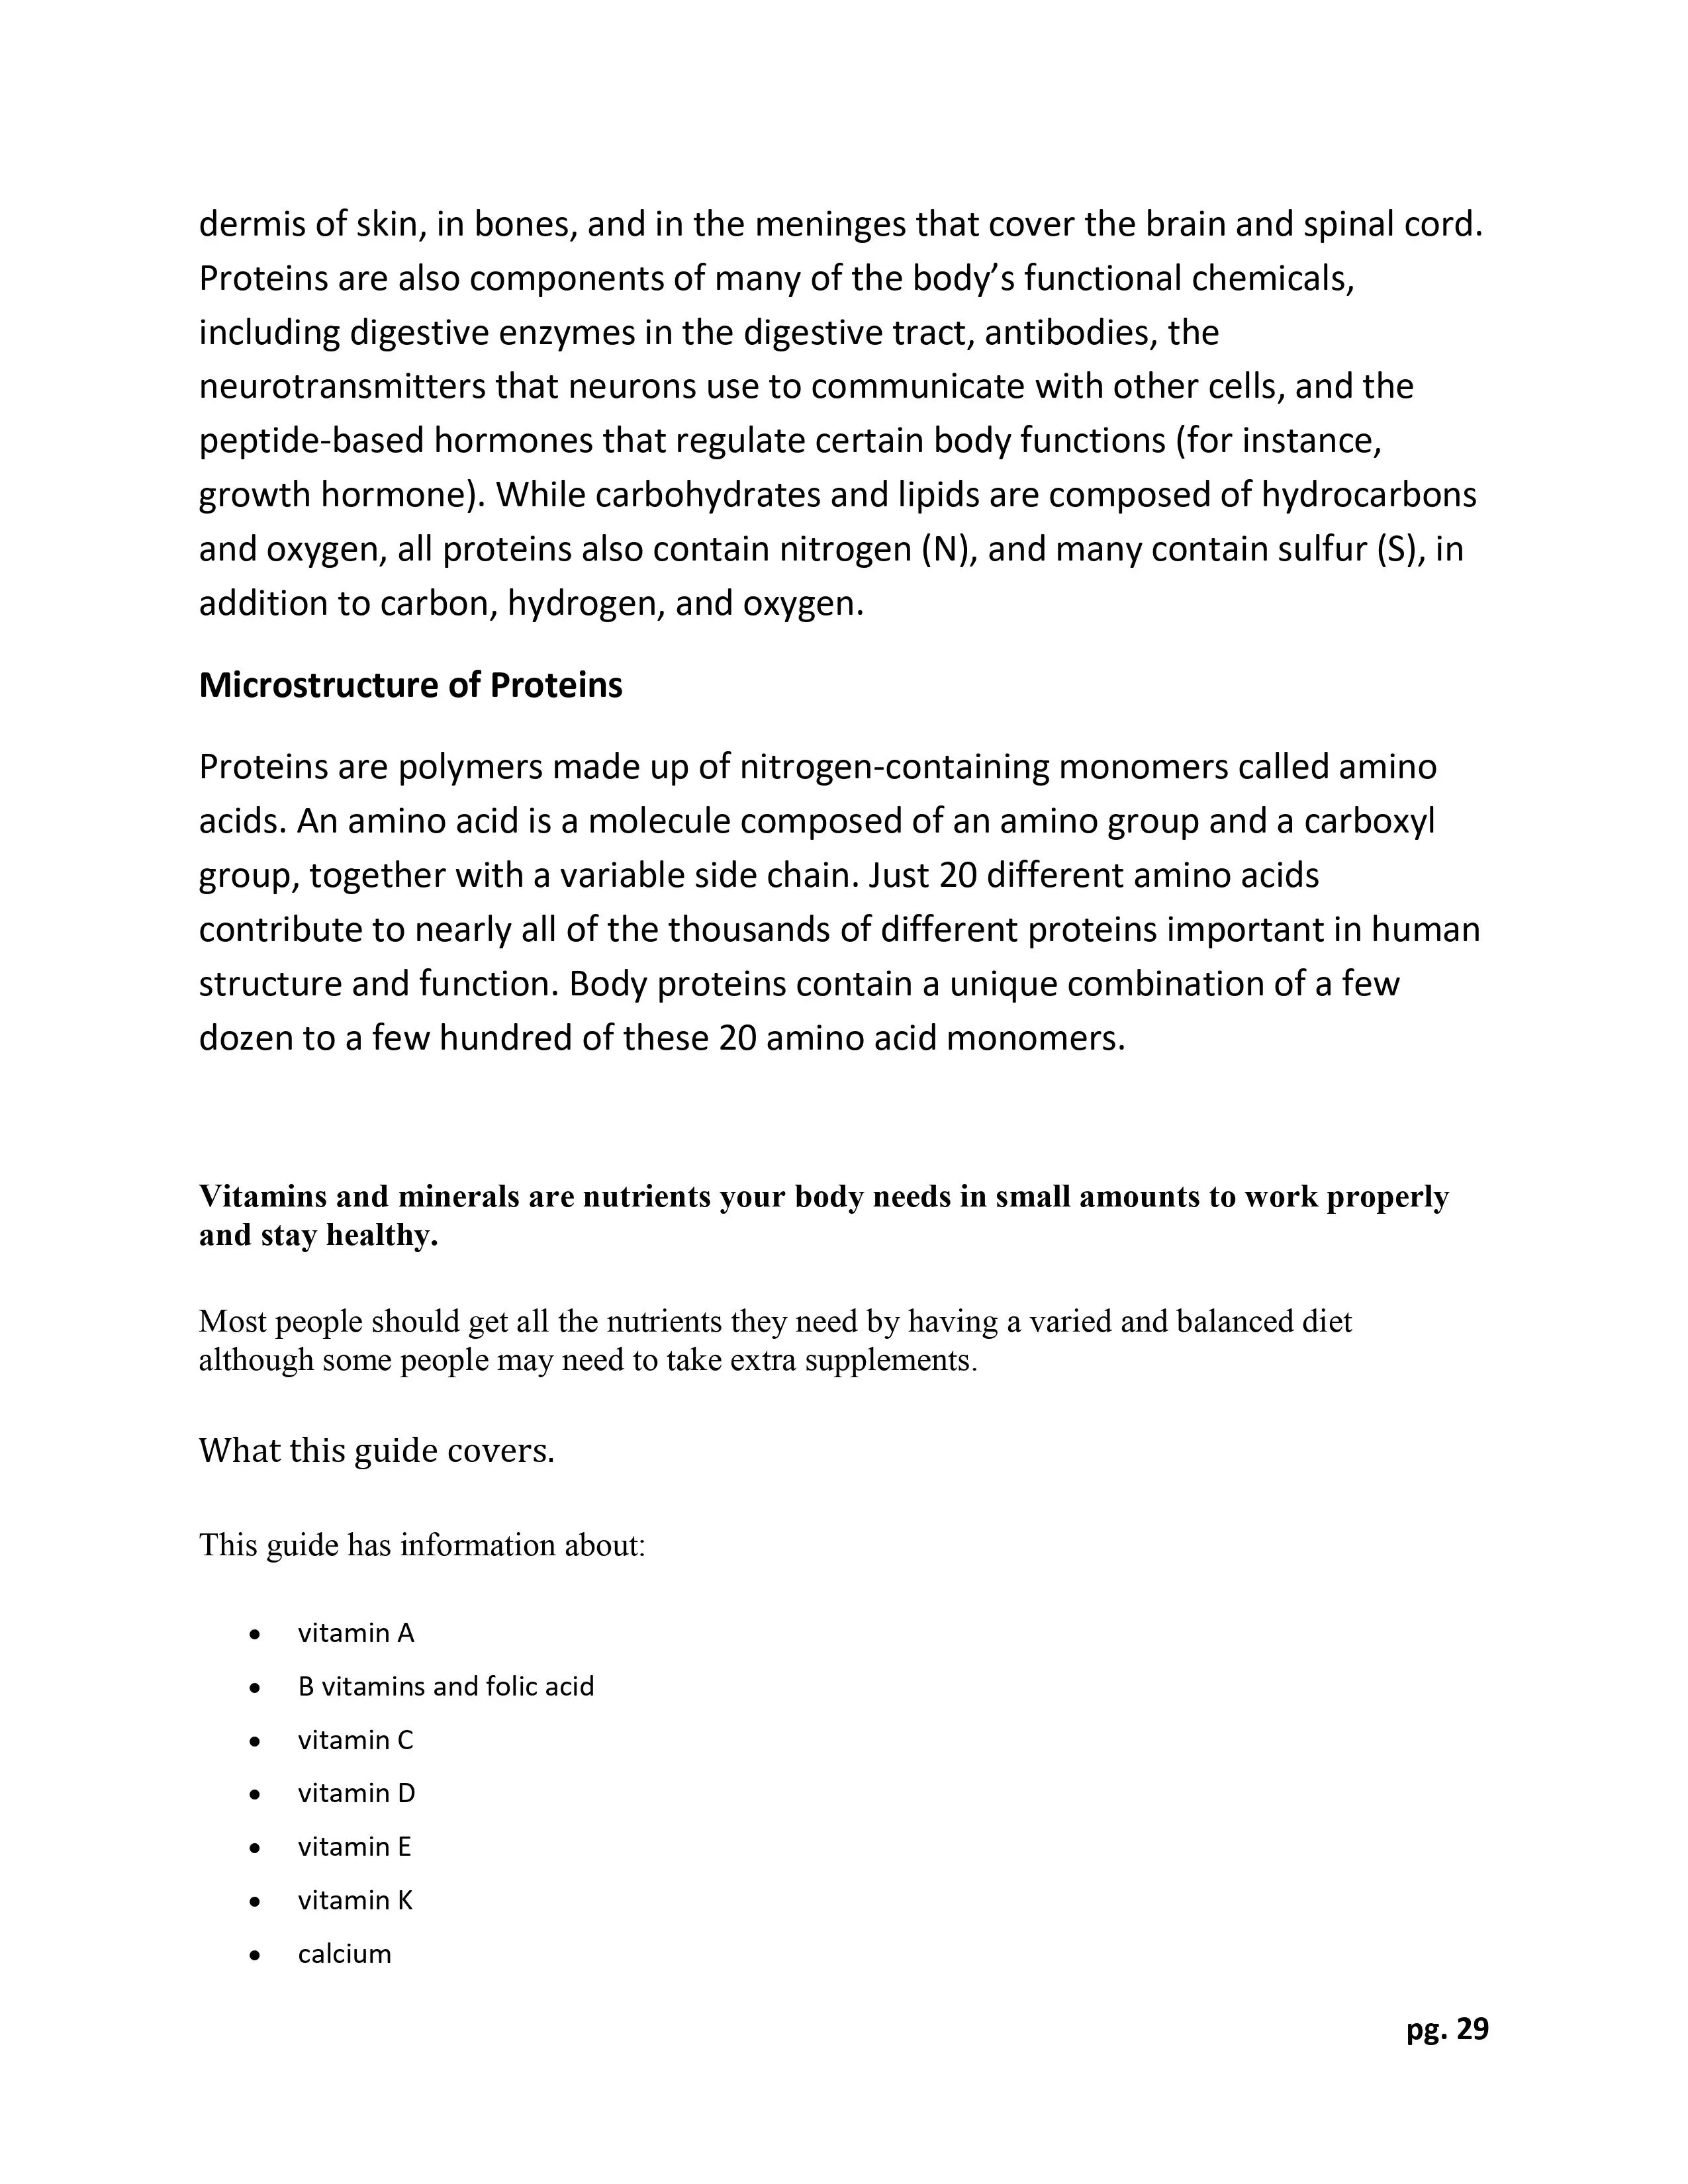 dermis of skin, in bones, and in the meninges that cover the brain and spinal cord.
Proteins are also components of many of the body’s functional chemicals,
including digestive enzymes in the digestive tract, antibodies, the
neurotransmitters that neurons use to communicate with other cells, and the
peptide-based hormones that regulate certain body functions (for instance,
growth hormone). While carbohydrates and lipids are composed of hydrocarbons
and oxygen, all proteins also contain nitrogen (N), and many contain sulfur (S), in
addition to carbon, hydrogen, and oxygen.
Microstructure of Proteins
Proteins are polymers made up of nitrogen-containing monomers called amino
acids. An amino acid is a molecule composed of an amino group and a carboxyl
group, together with a variable side chain. Just 20 different amino acids
contribute to nearly all of the thousands of different proteins important in human
structure and function. Body proteins contain a unique combination of a few
dozen to a few hundred of these 20 amino acid monomers.
Vitamins and minerals are nutrients your body needs in small amounts to work properly
and stay healthy.
Most people should get all the nutrients they need by having a varied and balanced diet
although some people may need to take extra supplements.
What this guide covers.
This guide has information about:
• vitamin A
• B vitamins and folic acid
• vitamin C
• vitamin D
• vitamin E
• vitamin K
• calcium
pg. 29